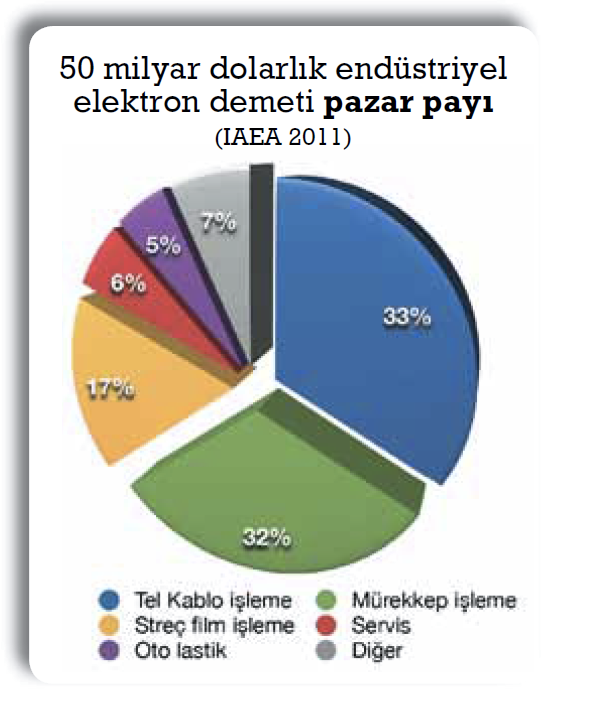 50 milyar dolarlık endüstriyel
elektron demeti pazar payı
(IAEA 2011)
7%
5%
6%
33%
17%
32%
Tel Kablo işleme
Mürekkep işleme
Streç film işleme
Servis
Oto lastik
Diğer